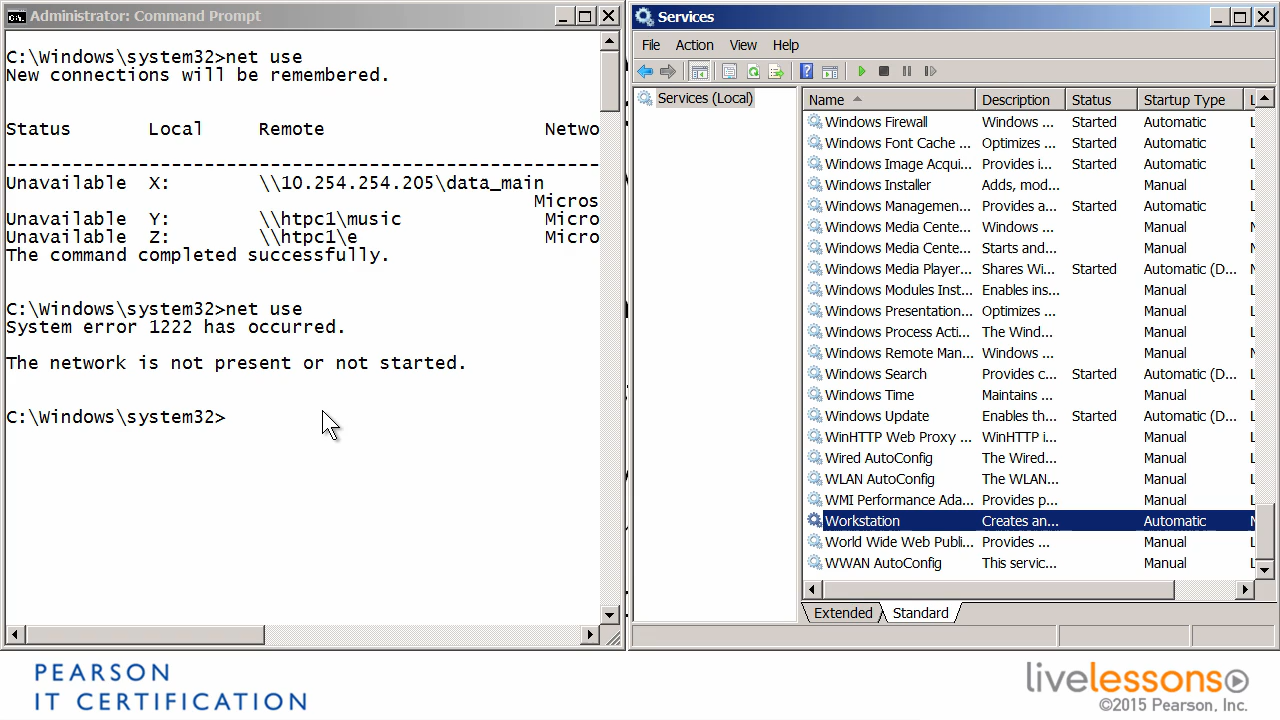 Administrator: Command Prompt
C:\Windows\system32>net use
New connections will be remembered.
Status Local Remote Netwo
-------------------------------------------------------
Unavailable X: \\10.254.254.205\data_main
Micros
Unavailable Y: \\htpc1\music Micro
Unavailable Z: \\htpc1\e Micro
The command completed successfully.
C:\Windows\system32>net use
System error 1222 has occurred.
The network is not present or not started.
C:\Windows\system32>
Services
File Action View Help
Services (Local)
Name Description Status Startup Type L
Windows Firewall Windows ... Started Automatic L
Windows Font Cache ... Optimizes ... Started Automatic L
Windows Image Acqui... Provides i... Started Automatic L
Windows Installer Adds, mod... Manual L
Windows Managemen... Provides a... Started Automatic L
Windows Media Cente... Windows ... Manual N
Windows Media Cente... Starts and... Manual N
Windows Media Player... Shares Wi... Started Automatic (D... N
Windows Modules Inst... Enables ins... Manual L
Windows Presentation... Optimizes ... Manual L
Windows Process Acti... The Wind... Manual L
Windows Remote Man... Windows ... Manual N
Windows Search Provides c... Started Automatic (D... L
Windows Time Maintains ... Manual L
Windows Update Enables th... Started Automatic (D... L
WinHTTP Web Proxy ... WinHTTP i... Manual L
Wired AutoConfig The Wired... Manual L
WLAN AutoConfig The WLAN... Manual L
WMI Performance Ada... Provides p... Manual L
Workstation Creates an... Automatic N
World Wide Web Publi... Provides ... Manual L
WWAN AutoConfig This servic... Manual L
Extended Standard
PEARSON
IT CERTIFICATION
livelessons
©2015 Pearson, Inc.